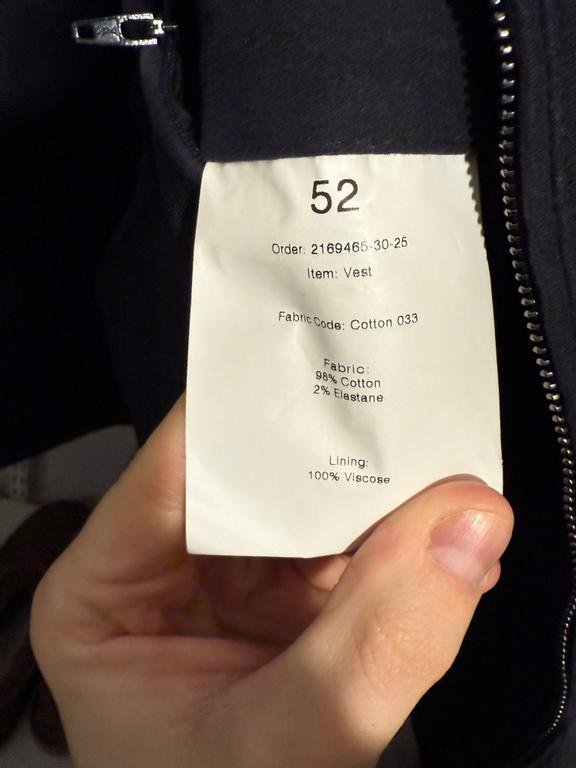 52
Order: 2169465-30-25
Item: Vest
Fabric Code: Cotton 033
Fabric:
98% Cotton
2% Elastane
Lining:
100% Viscose